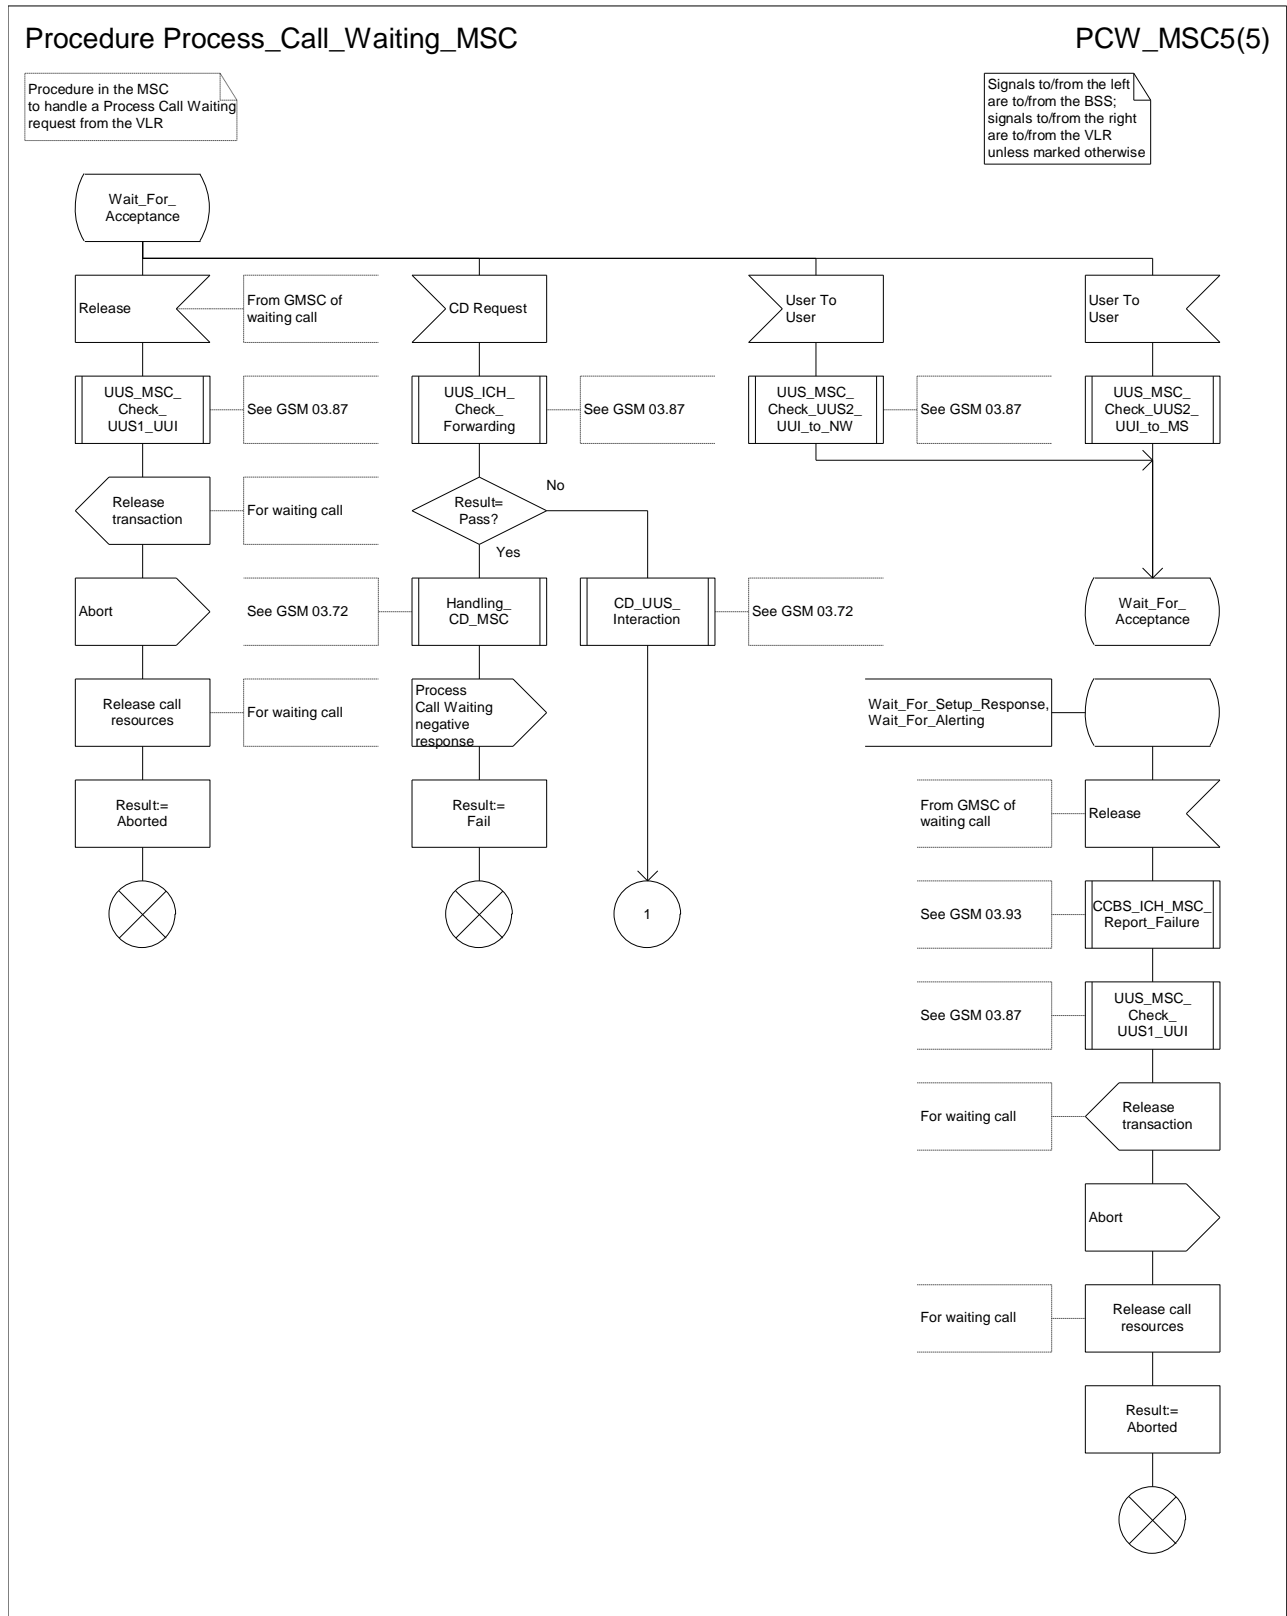 Procedure Process_Call_Waiting_MSC
PCW_MSC5(5)
Procedure in the MSC
to handle a Process Call Waiting
request from the VLR
Signals to/from the left
are to/from the BSS;
signals to/from the right
are to/from the VLR
unless marked otherwise
Wait_For_
Acceptance
Release
From GMSC of
waiting call
CD Request
User To
User
User To
User
UUS_MSC_
Check_
UUS1_UUI
See GSM 03.87
UUS_ICH_
Check_
Forwarding
See GSM 03.87
UUS_MSC_
Check_UUS2_
UUI_to_NW
See GSM 03.87
UUS_MSC_
Check_UUS2_
UUI_to_MS
Release
transaction
For waiting call
Result=
Pass?
No
Yes
Abort
See GSM 03.72
Handling_
CD_MSC
CD_UUS_
Interaction
See GSM 03.72
Wait_For_
Acceptance
Release call
resources
For waiting call
Process
Call Waiting
negative
response
Wait_For_Setup_Response,
Wait_For_Alerting
Result:=
Aborted
Result:=
Fail
From GMSC of
waiting call
Release
1
See GSM 03.93
CCBS_ICH_MSC_
Report_Failure
See GSM 03.87
UUS_MSC_
Check_
UUS1_UUI
For waiting call
Release
transaction
Abort
For waiting call
Release call
resources
Result:=
Aborted